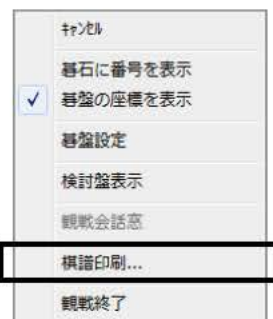 ｷｬﾝｾﾙ
碁石に番号を表示
碁盤の座標を表示
碁盤設定
検討盤表示
観戦会話窓
棋譜印刷...
観戦終了